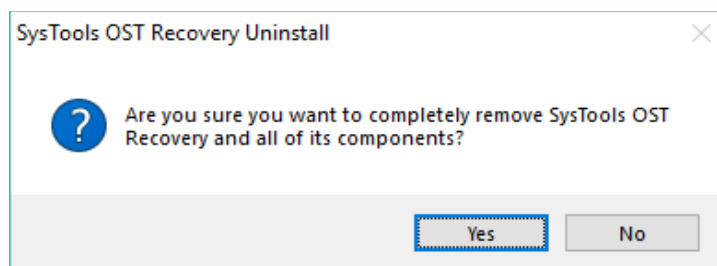 SysTools OST Recovery Uninstall
Are you sure you want to completely remove SysTools OST
Recovery and all of its components?
Yes
No